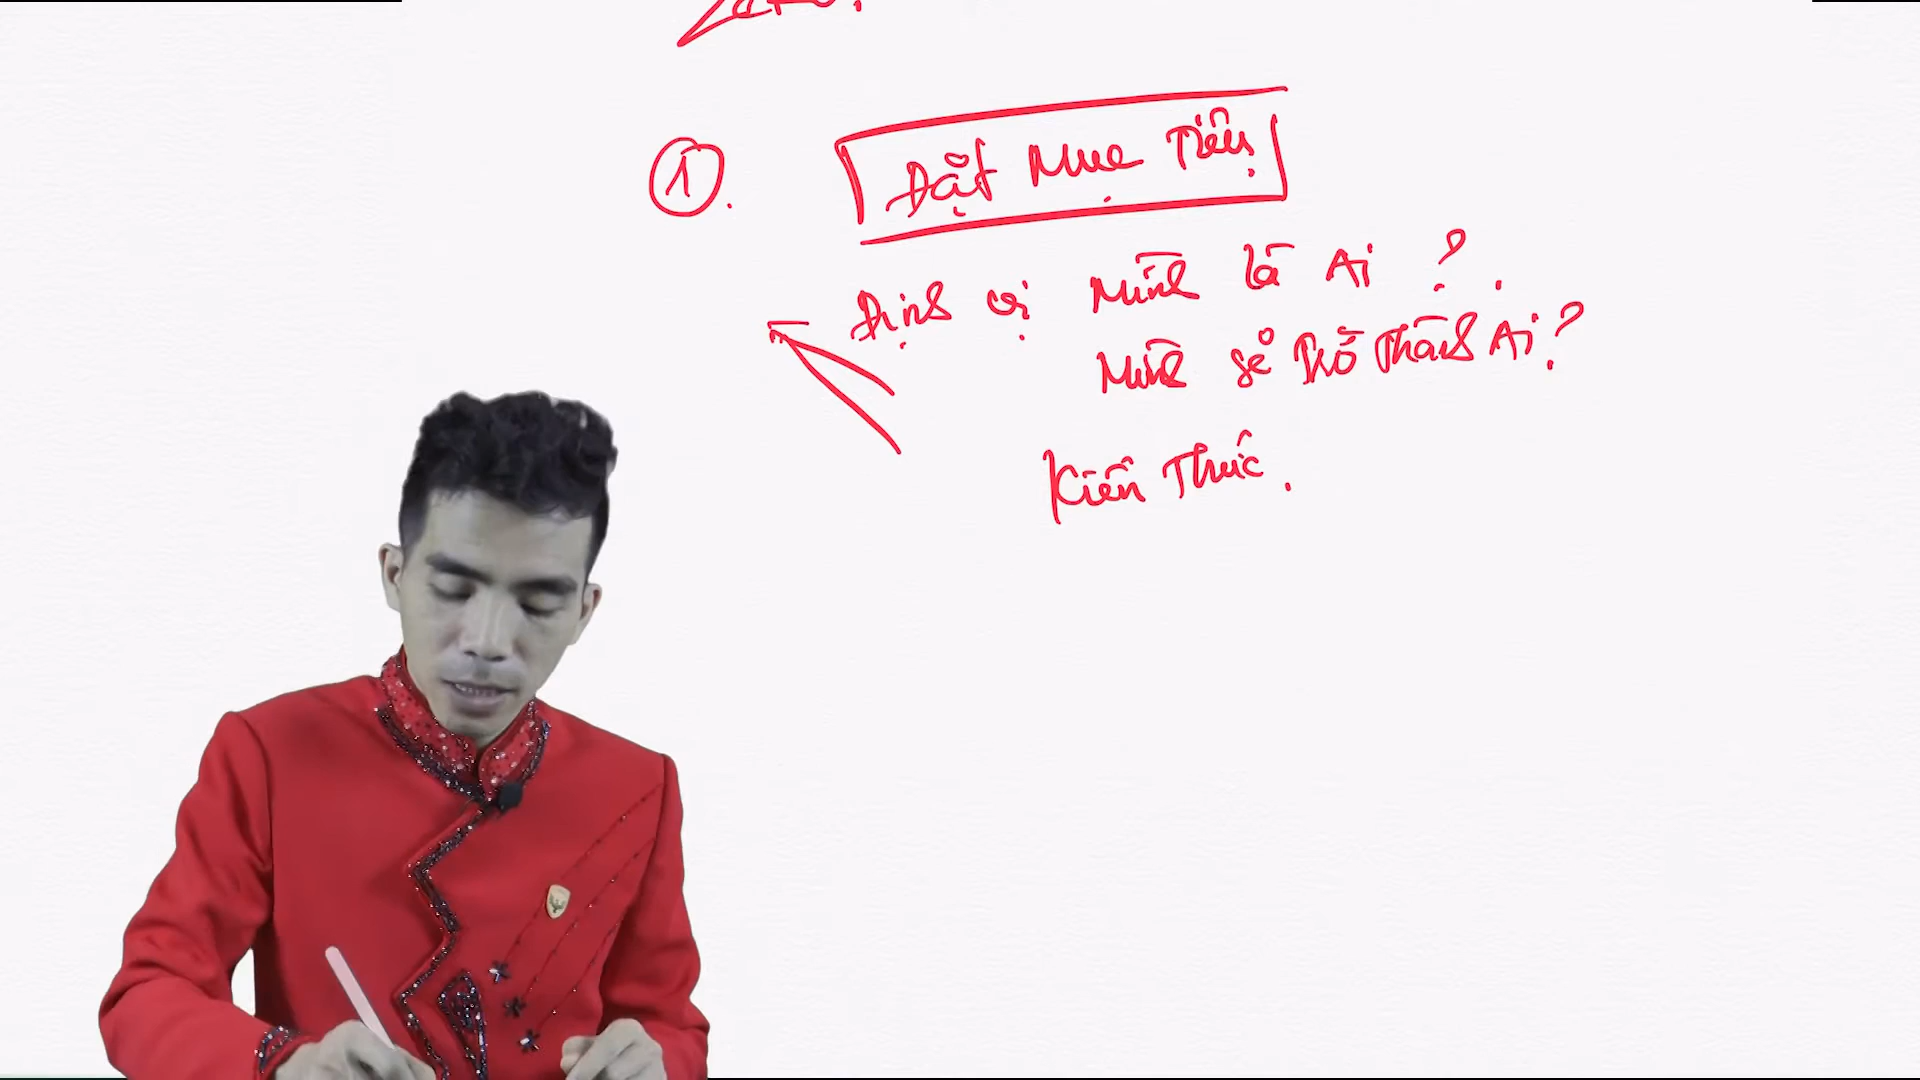 1.
Đặt Mục Tiêu
Định vị Mình là Ai?.
Mình sẽ Trở Thành Ai?
Kiến Thức.